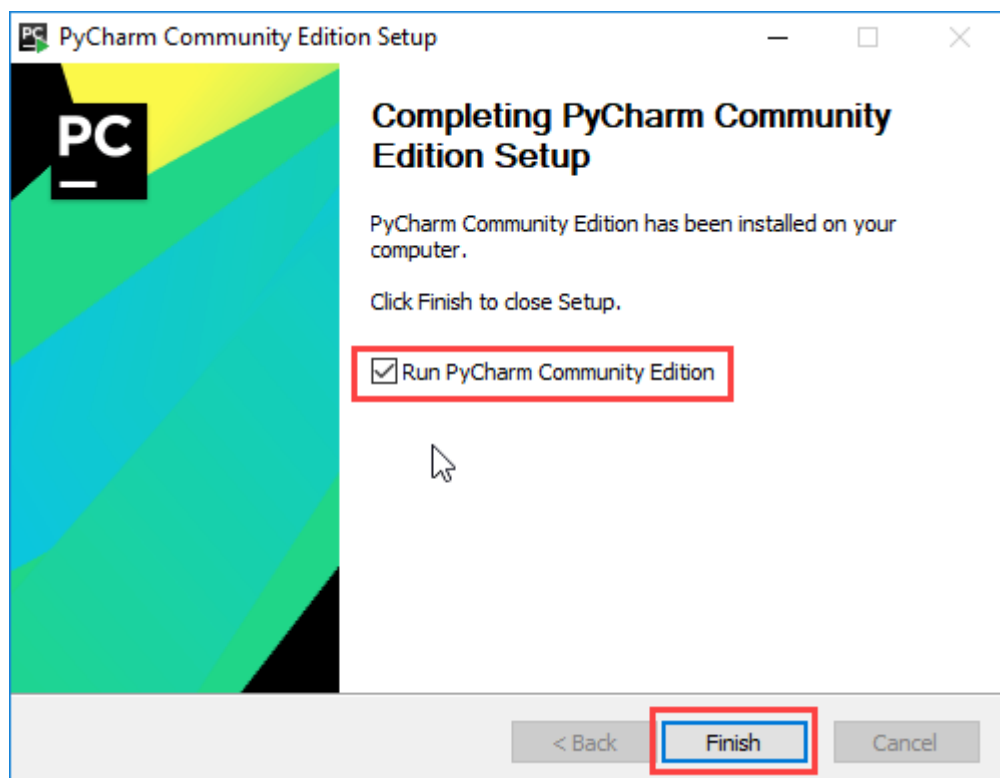 PyCharm Community Edition Setup
PC
Completing PyCharm Community
Edition Setup
PyCharm Community Edition has been installed on your
computer.
Click Finish to close Setup.
Run PyCharm Community Edition
< Back
Finish
Cancel